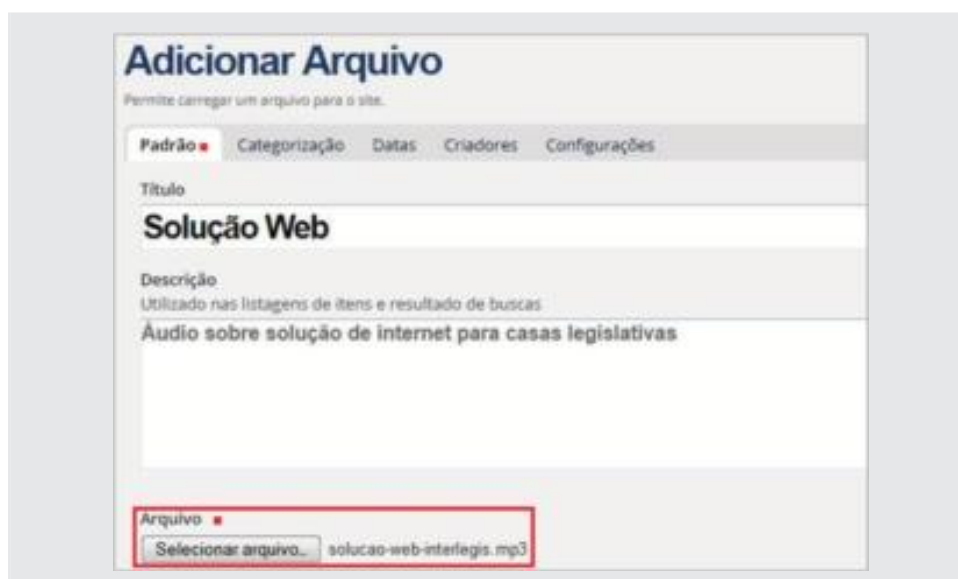 Adicionar Arquivo
Permite carregar um arquivo para o site.
Padrão Categorização Datas Criadores Configurações
Título
Solução Web
Descrição
Utilizado nas listagens de itens e resultado de buscas
Áudio sobre solução de internet para casas legislativas
Arquivo
Selecionar arquivo... solucao-web-interlegis.mp3